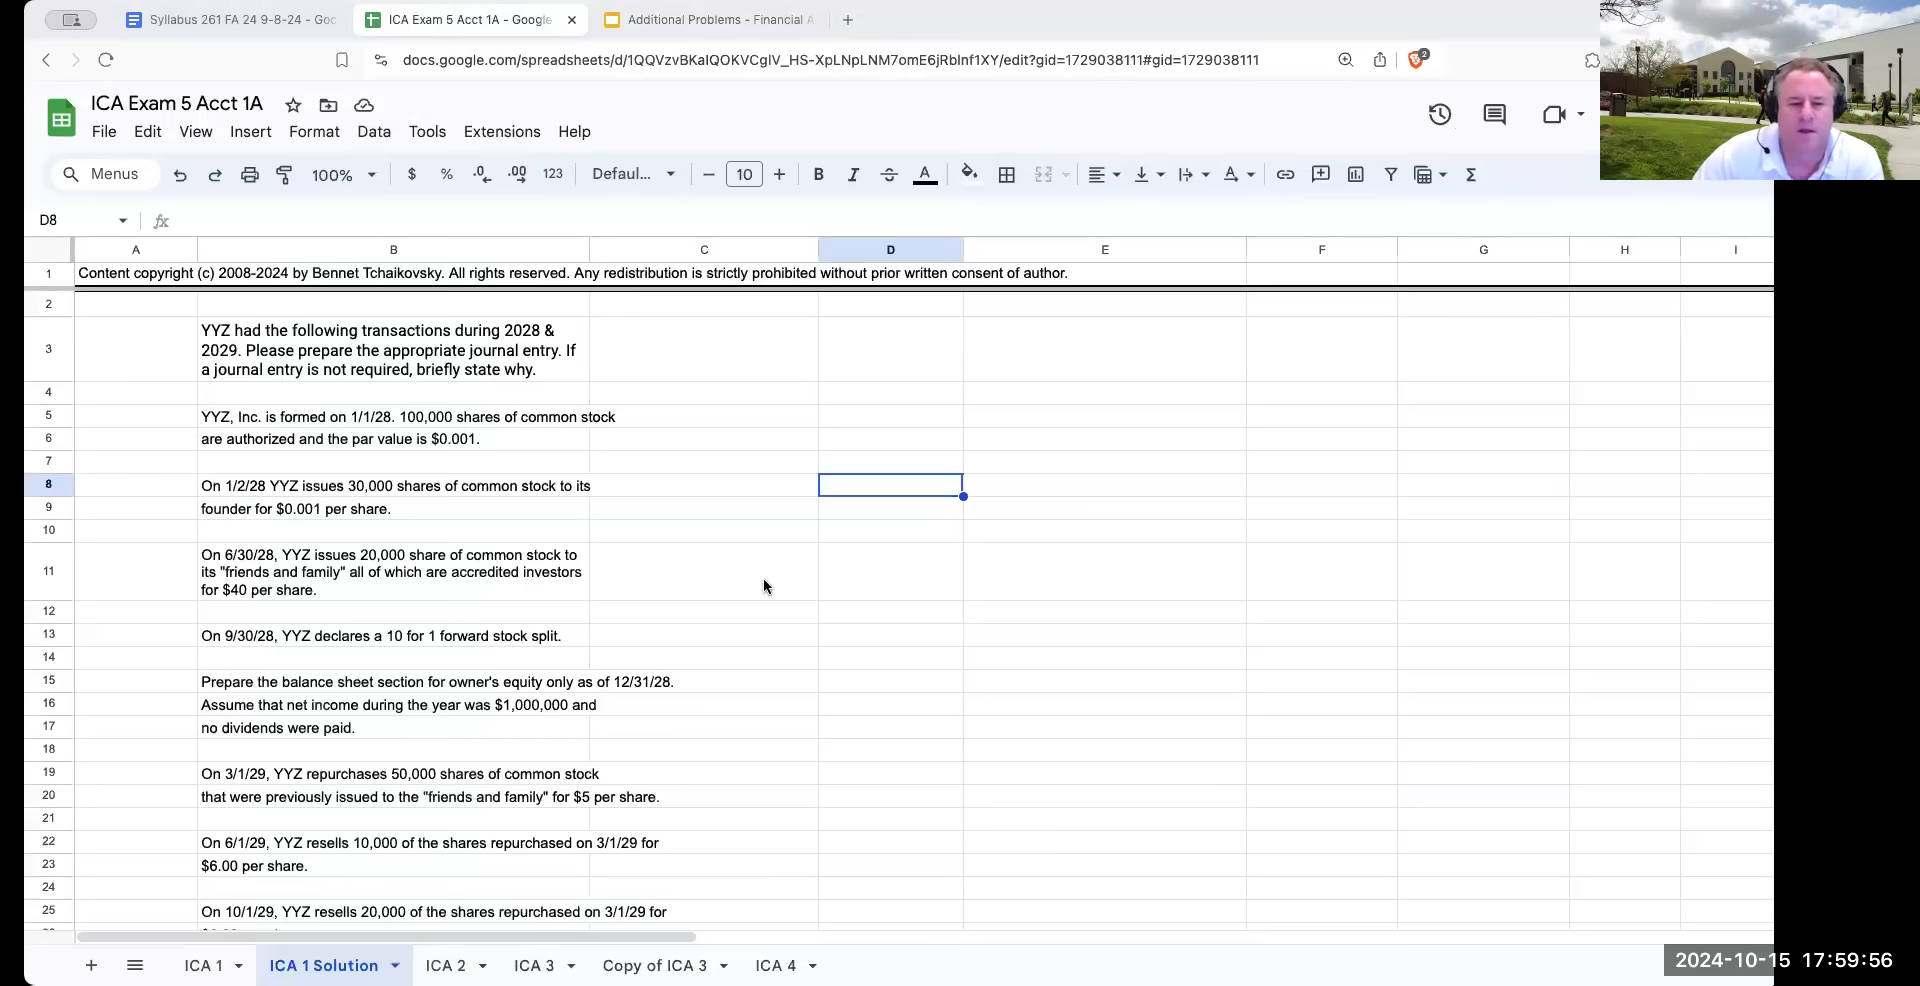 Syllabus 261 FA 24 9-8-24 - Goo
ICA Exam 5 Acct 1A - Google
Additional Problems - Financial A
docs.google.com/spreadsheets/d/1QQVzvBKaIQOKVCglV_HS-XpLNpLNM7omE6jRbInf1XY/edit?gid=1729038111#gid=1729038111
2
ICA Exam 5 Acct 1A
File Edit View Insert Format Data Tools Extensions Help
Menus 100% $ % .0 .00 123 Defaul... 10 B I A
D8 fx
A B C D E F G H I
1 Content copyright (c) 2008-2024 by Bennet Tchaikovsky. All rights reserved. Any redistribution is strictly prohibited without prior written consent of author.
2
3 YYZ had the following transactions during 2028 &
2029. Please prepare the appropriate journal entry. If
a journal entry is not required, briefly state why.
4
5 YYZ, Inc. is formed on 1/1/28. 100,000 shares of common stock
6 are authorized and the par value is $0.001.
7
8 On 1/2/28 YYZ issues 30,000 shares of common stock to its
9 founder for $0.001 per share.
10
11 On 6/30/28, YYZ issues 20,000 share of common stock to
its "friends and family" all of which are accredited investors
for $40 per share.
12
13 On 9/30/28, YYZ declares a 10 for 1 forward stock split.
14
15 Prepare the balance sheet section for owner's equity only as of 12/31/28.
16 Assume that net income during the year was $1,000,000 and
17 no dividends were paid.
18
19 On 3/1/29, YYZ repurchases 50,000 shares of common stock
20 that were previously issued to the "friends and family" for $5 per share.
21
22 On 6/1/29, YYZ resells 10,000 of the shares repurchased on 3/1/29 for
23 $6.00 per share.
24
25 On 10/1/29, YYZ resells 20,000 of the shares repurchased on 3/1/29 for
ICA 1 ICA 1 Solution ICA 2 ICA 3 Copy of ICA 3 ICA 4
2024-10-15 17:59:56